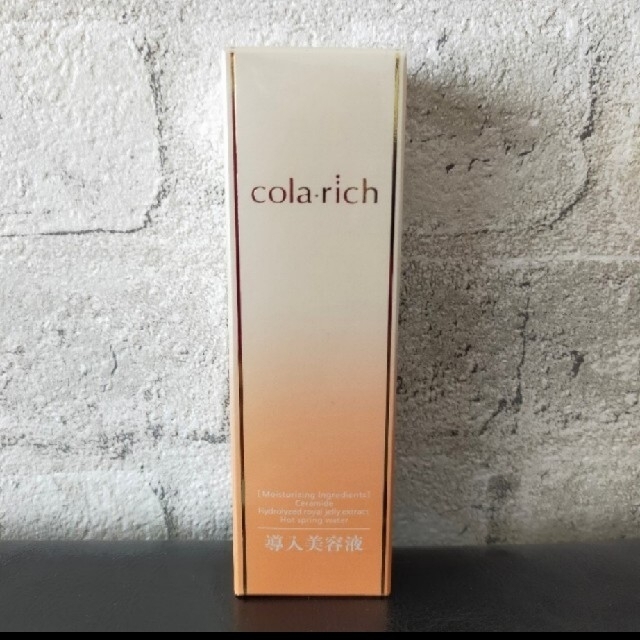 cola·rich
[Moisturizing Ingredients]
Ceramide
Hydrolyzed royal jelly extract
Hot spring water
導入美容液